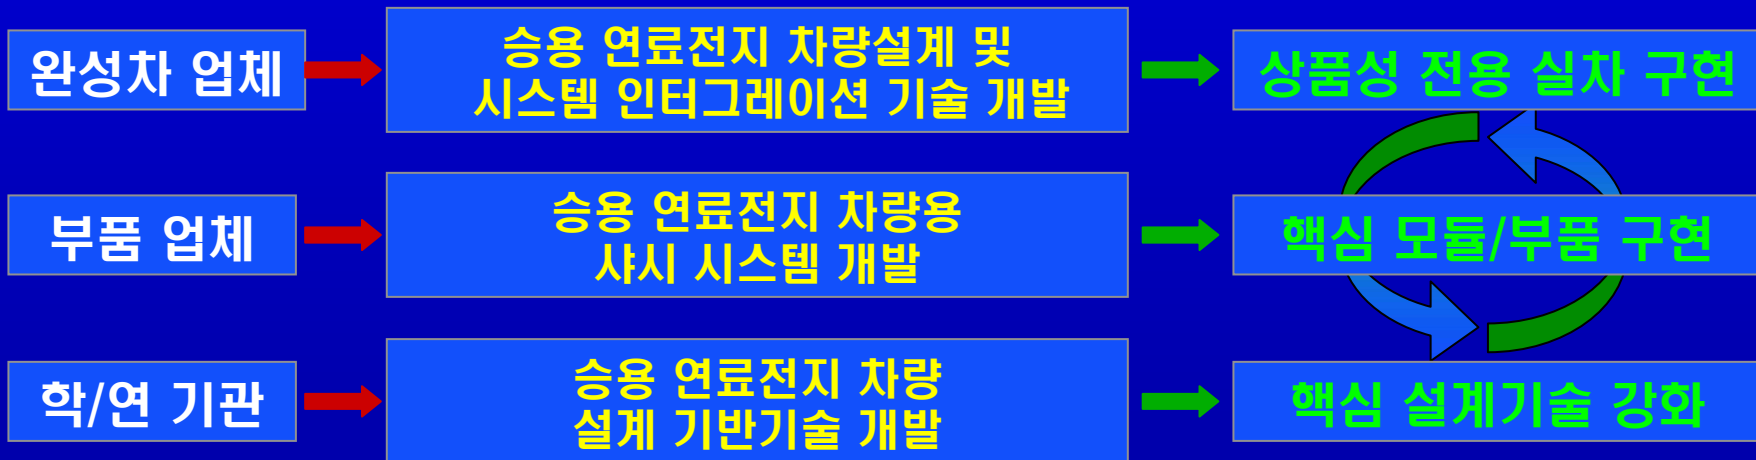 완성차 업체
승용 연료전지 차량설계 및
시스템 인터그레이션 기술 개발
상품성 전용 실차 구현
부품 업체
승용 연료전지 차량용
샤시 시스템 개발
핵심 모듈/부품 구현
학/연 기관
승용 연료전지 차량
설계 기반기술 개발
핵심 설계기술 강화